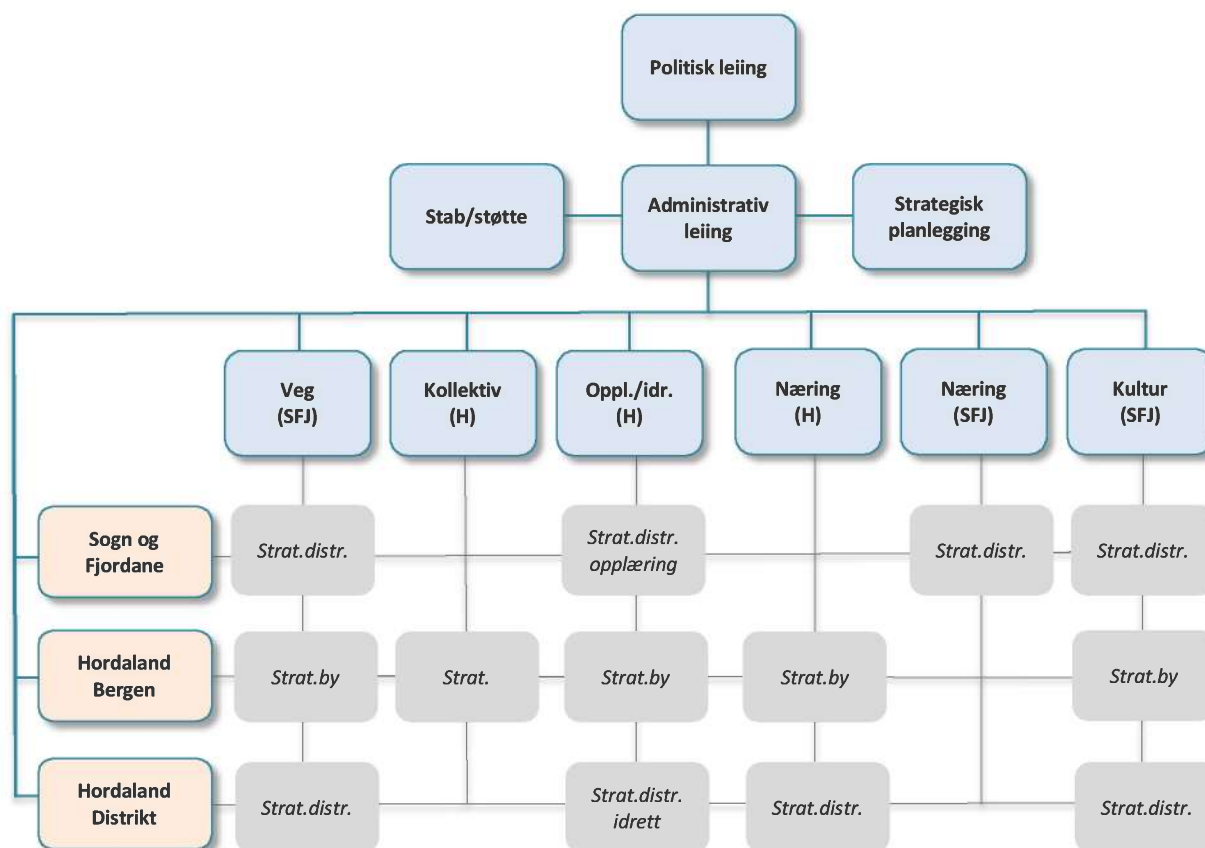 Politisk leiing
Stab/støtte
Administrativ
leiing
Strategisk
planlegging
Veg
(SFJ)
Kollektiv
(H)
Oppl./idr.
(H)
Næring
(H)
Næring
(SFJ)
Kultur
(SFJ)
Sogn og
Fjordane
Strat.distr.
Strat.distr.
opplæring
Strat.distr.
Strat.distr.
Hordaland
Bergen
Strat.by
Strat.
Strat.by
Strat.by
Strat.by
Hordaland
Distrikt
Strat.distr.
Strat.distr.
idrett
Strat.distr.
Strat.distr.